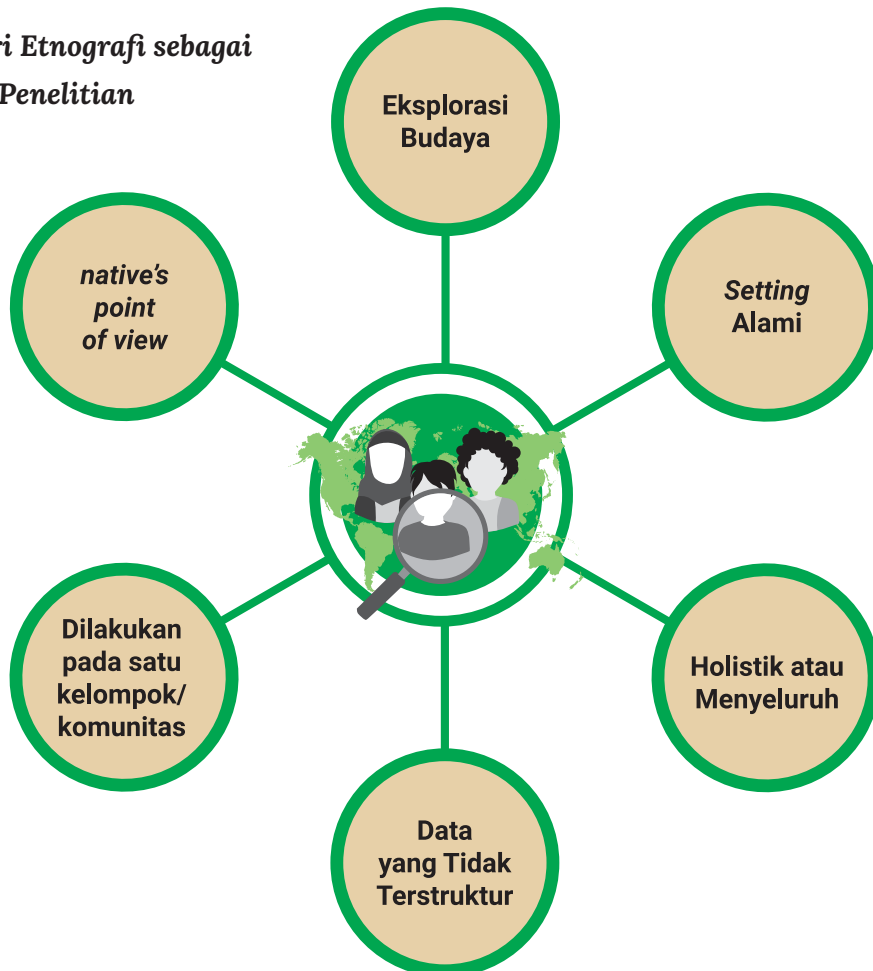 ri Etnografi sebagai
Penelitian
Eksplorasi
Budaya
Setting
Alami
Holistik atau
Menyeluruh
Data
yang Tidak
Terstruktur
Dilakukan
pada satu
kelompok/
komunitas
native's
point
of view